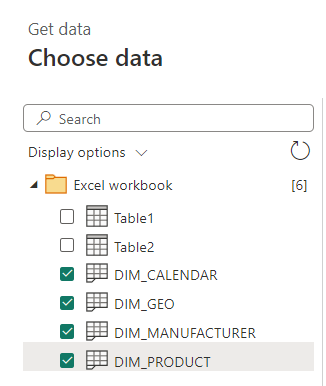 Get data
Choose data
Search
Display options
Excel workbook [6]
Table1
Table2
DIM_CALENDAR
DIM_GEO
DIM_MANUFACTURER
DIM_PRODUCT